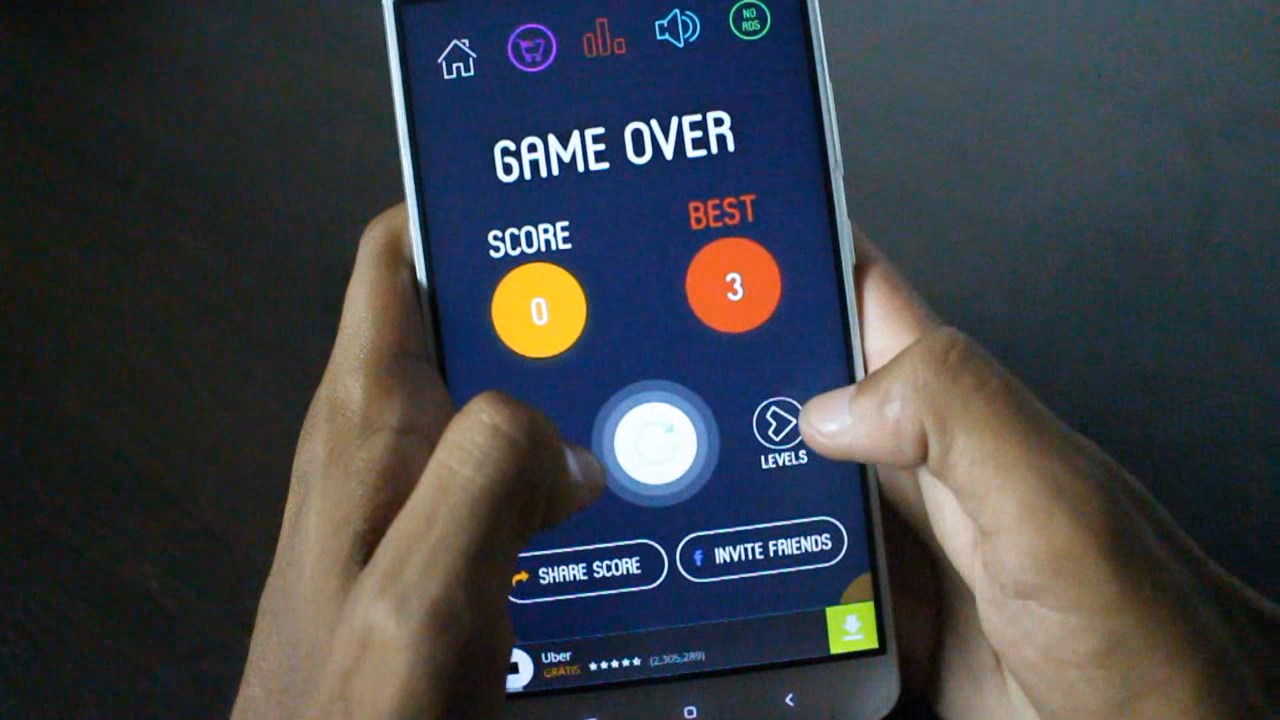 NO
ADS
GAME OVER
SCORE
BEST
0
3
LEVELS
SHARE SCORE
f INVITE FRIENDS
Uber
GRATIS
(2,305,289)